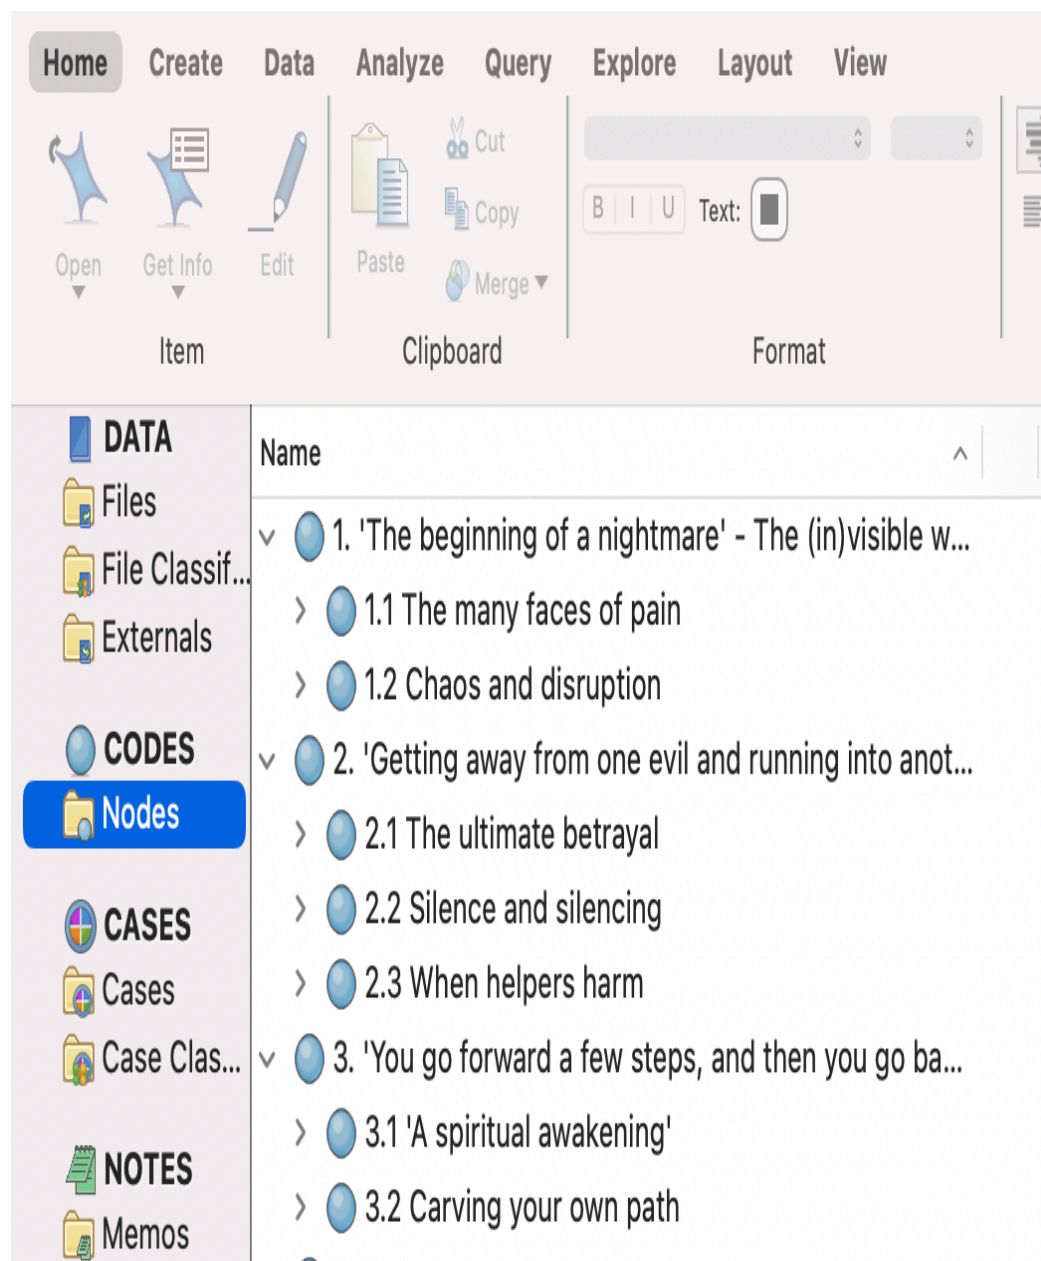 Home Create Data Analyze Query Explore Layout View
Open
Get Info
Edit
Item
Paste
Cut
Copy
Merge
Clipboard
B I U Text:
Format
DATA
Files
File Classif...
Externals
CODES
Nodes
CASES
Cases
Case Clas...
NOTES
Memos
Name
1. 'The beginning of a nightmare' - The (in)visible w...
1.1 The many faces of pain
1.2 Chaos and disruption
2. 'Getting away from one evil and running into anot...
2.1 The ultimate betrayal
2.2 Silence and silencing
2.3 When helpers harm
3. 'You go forward a few steps, and then you go ba...
3.1 'A spiritual awakening'
3.2 Carving your own path